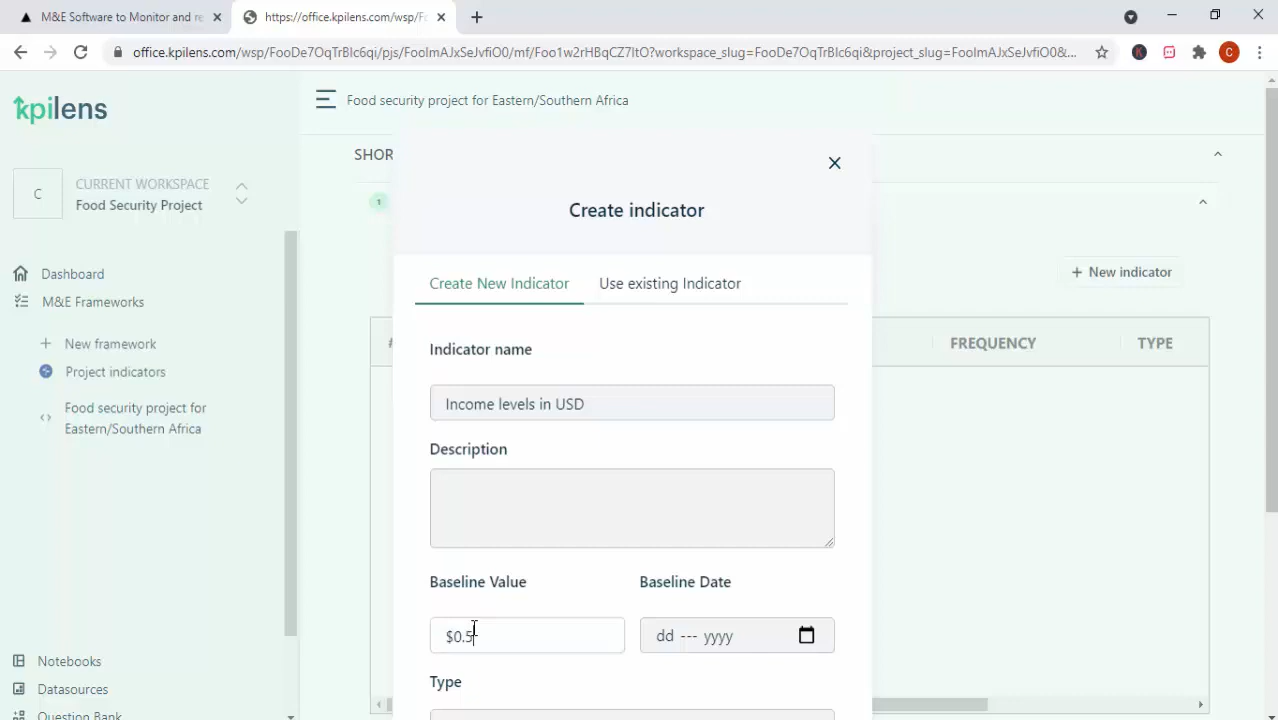 M&E Software to Monitor and re
https://office.kpilens.com/wsp/Fo
office.kpilens.com/wsp/FooDe7OqTrBIc6qi/pjs/FooImAJxSeJvfiO0/mf/Foo1w2rHBqCZ7ItO?workspace_slug=FooDe7OqTrBIc6qi&project_slug=FooImAJxSeJvfiO0&...
K
C
kpilens
Food security project for Eastern/Southern Africa
SHOR
C
CURRENT WORKSPACE
Food Security Project
1
Create indicator
Dashboard
M&E Frameworks
New indicator
Create New Indicator
Use existing Indicator
New framework
Project indicators
Food security project for
Eastern/Southern Africa
#
FREQUENCY
TYPE
Indicator name
Income levels in USD
Description
Baseline Value
Baseline Date
$0.5
dd --- yyyy
Type
Notebooks
Datasources
Question Bank